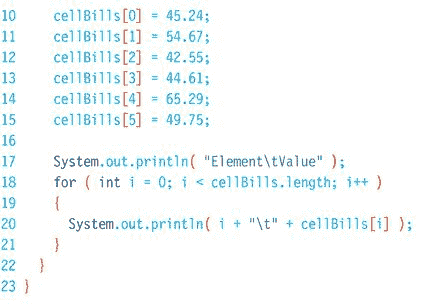 10 cellBills[0] = 45.24;
11 cellBills[1] = 54.67;
12 cellBills[2] = 42.55;
13 cellBills[3] = 44.61;
14 cellBills[4] = 65.29;
15 cellBills[5] = 49.75;
16
17 System.out.println( "Element\tValue" );
18 for ( int i = 0; i < cellBills.length; i++ )
19 {
20 System.out.println( i + "\t" + cellBills[i] );
21 }
22 }
23 }